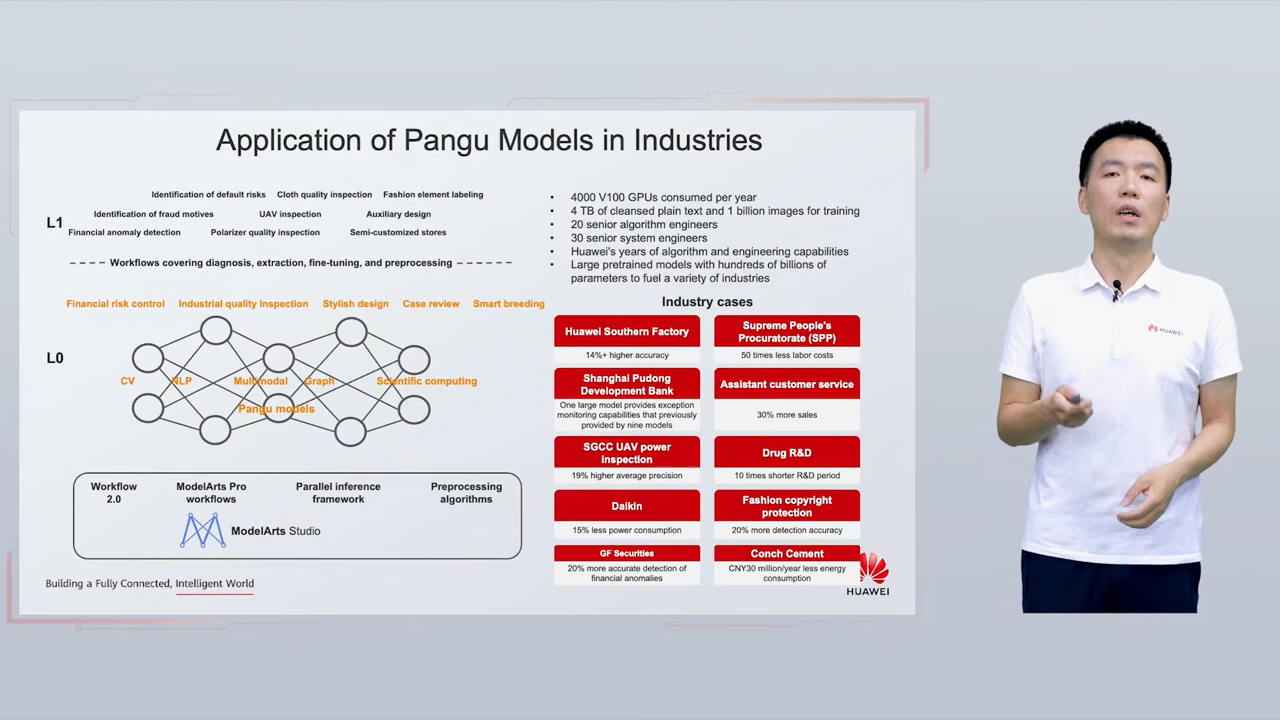 Application of Pangu Models in Industries
L1
Identification of default risks Cloth quality inspection Fashion element labeling
Identification of fraud motives UAV inspection Auxiliary design
Financial anomaly detection Polarizer quality inspection Semi-customized stores
Workflows covering diagnosis, extraction, fine-tuning, and preprocessing
Financial risk control Industrial quality inspection Stylish design Case review Smart breeding
L0
CV NLP Multimodal Graph Scientific computing
Pangu models
Workflow
2.0
ModelArts Pro
workflows
Parallel inference
framework
Preprocessing
algorithms
ModelArts Studio
Building a Fully Connected, Intelligent World
• 4000 V100 GPUs consumed per year
• 4 TB of cleansed plain text and 1 billion images for training
• 20 senior algorithm engineers
• 30 senior system engineers
• Huawei's years of algorithm and engineering capabilities
• Large pretrained models with hundreds of billions of
parameters to fuel a variety of industries
Industry cases
Huawei Southern Factory
14%+ higher accuracy
Supreme People's
Procuratorate (SPP)
50 times less labor costs
Shanghai Pudong
Development Bank
One large model provides exception
monitoring capabilities that previously
provided by nine models
Assistant customer service
30% more sales
SGCC UAV power
inspection
19% higher average precision
Drug R&D
10 times shorter R&D period
Daikin
15% less power consumption
Fashion copyright
protection
20% more detection accuracy
GF Securities
20% more accurate detection of
financial anomalies
Conch Cement
CNY30 million/year less energy
consumption
HUAWEI
HUAWEI